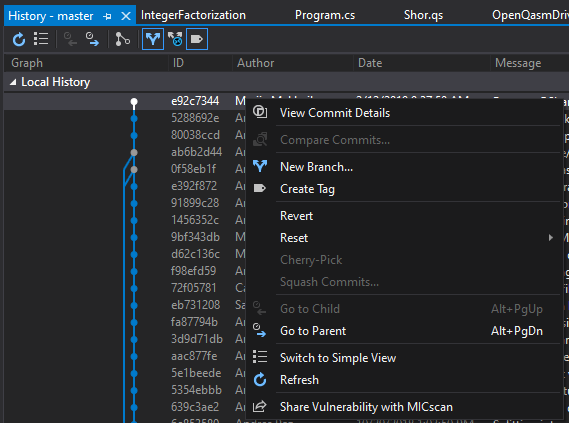 History - master IntegerFactorization Program.cs Shor.qs OpenQasmDriv
Graph ID Author Date Message
Local History
e92c7344
5288692e
80038ccd
ab6b2d44
0f58eb1f
e392f872
91899c28
1456352c
9bf343db
d62c136c
f98efd59
72f05781
eb731208
fa87794b
3d9d71db
aac877fe
5e1beede
5354ebbb
639c3ae2
View Commit Details
Compare Commits...
New Branch...
Create Tag
Revert
Reset
Cherry-Pick
Squash Commits...
Go to Child Alt+PgUp
Go to Parent Alt+PgDn
Switch to Simple View
Refresh
Share Vulnerability with MICscan